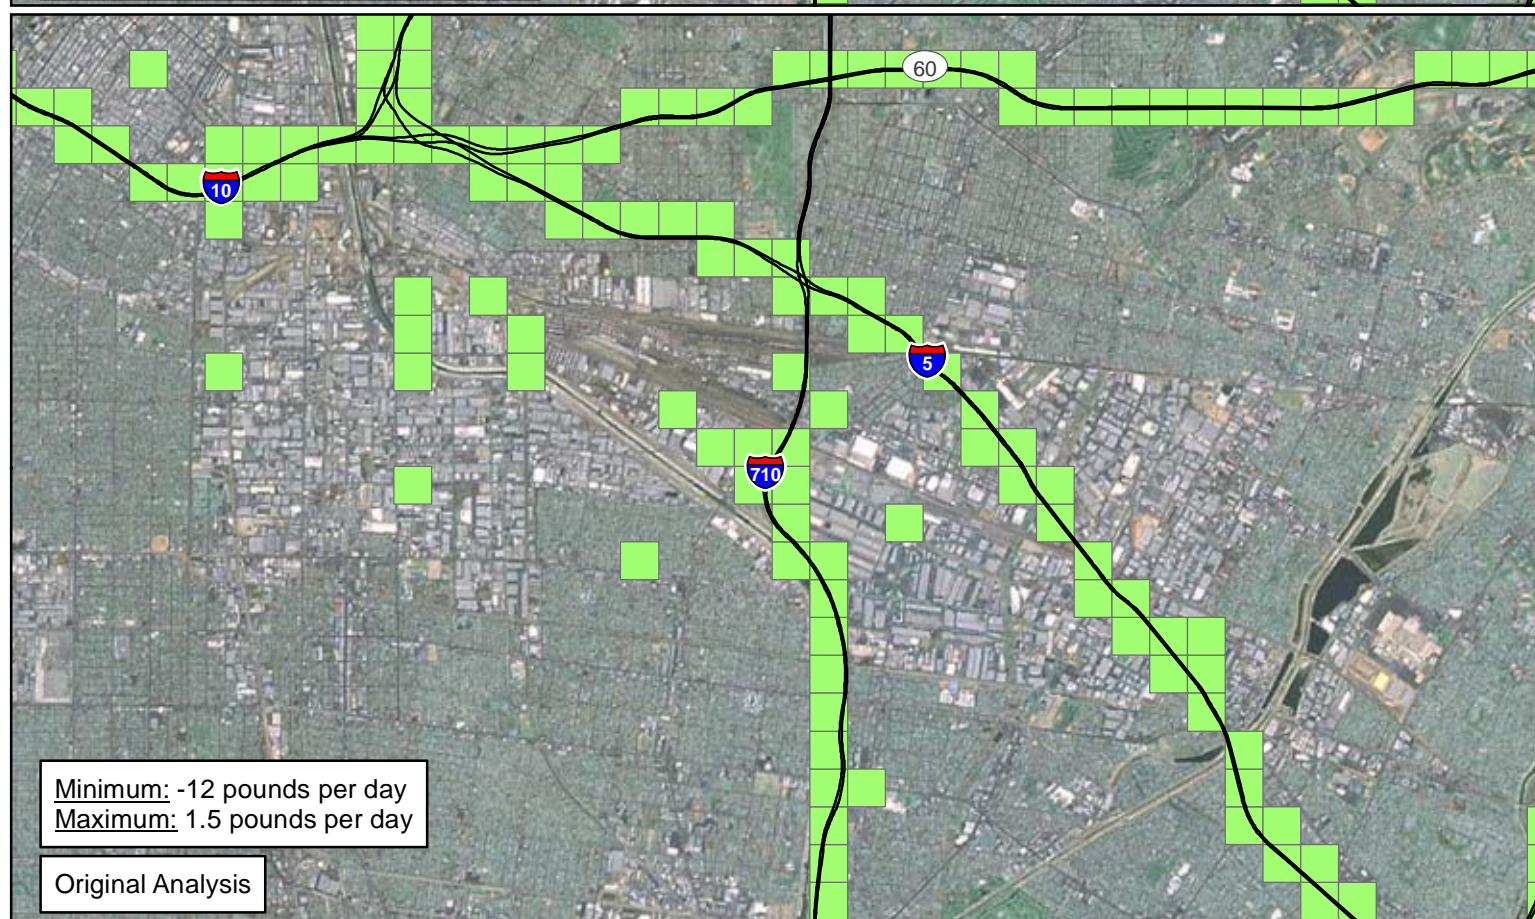 60
10
5
710
Minimum: -12 pounds per day
Maximum: 1.5 pounds per day
Original Analysis